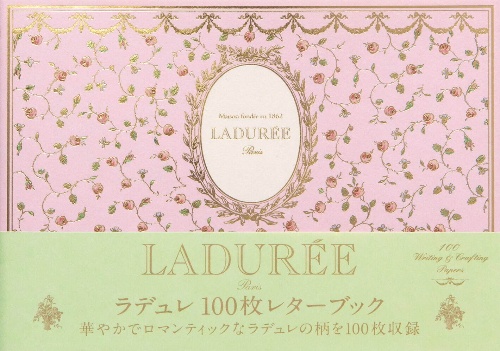 Maison fondée en 1862
LADURÉE
Paris
LADURÉE
Paris
100
Writing & Crafting
Papers
ラデュレ 100枚レターブック
華やかでロマンティックなラデュレの柄を100枚収録